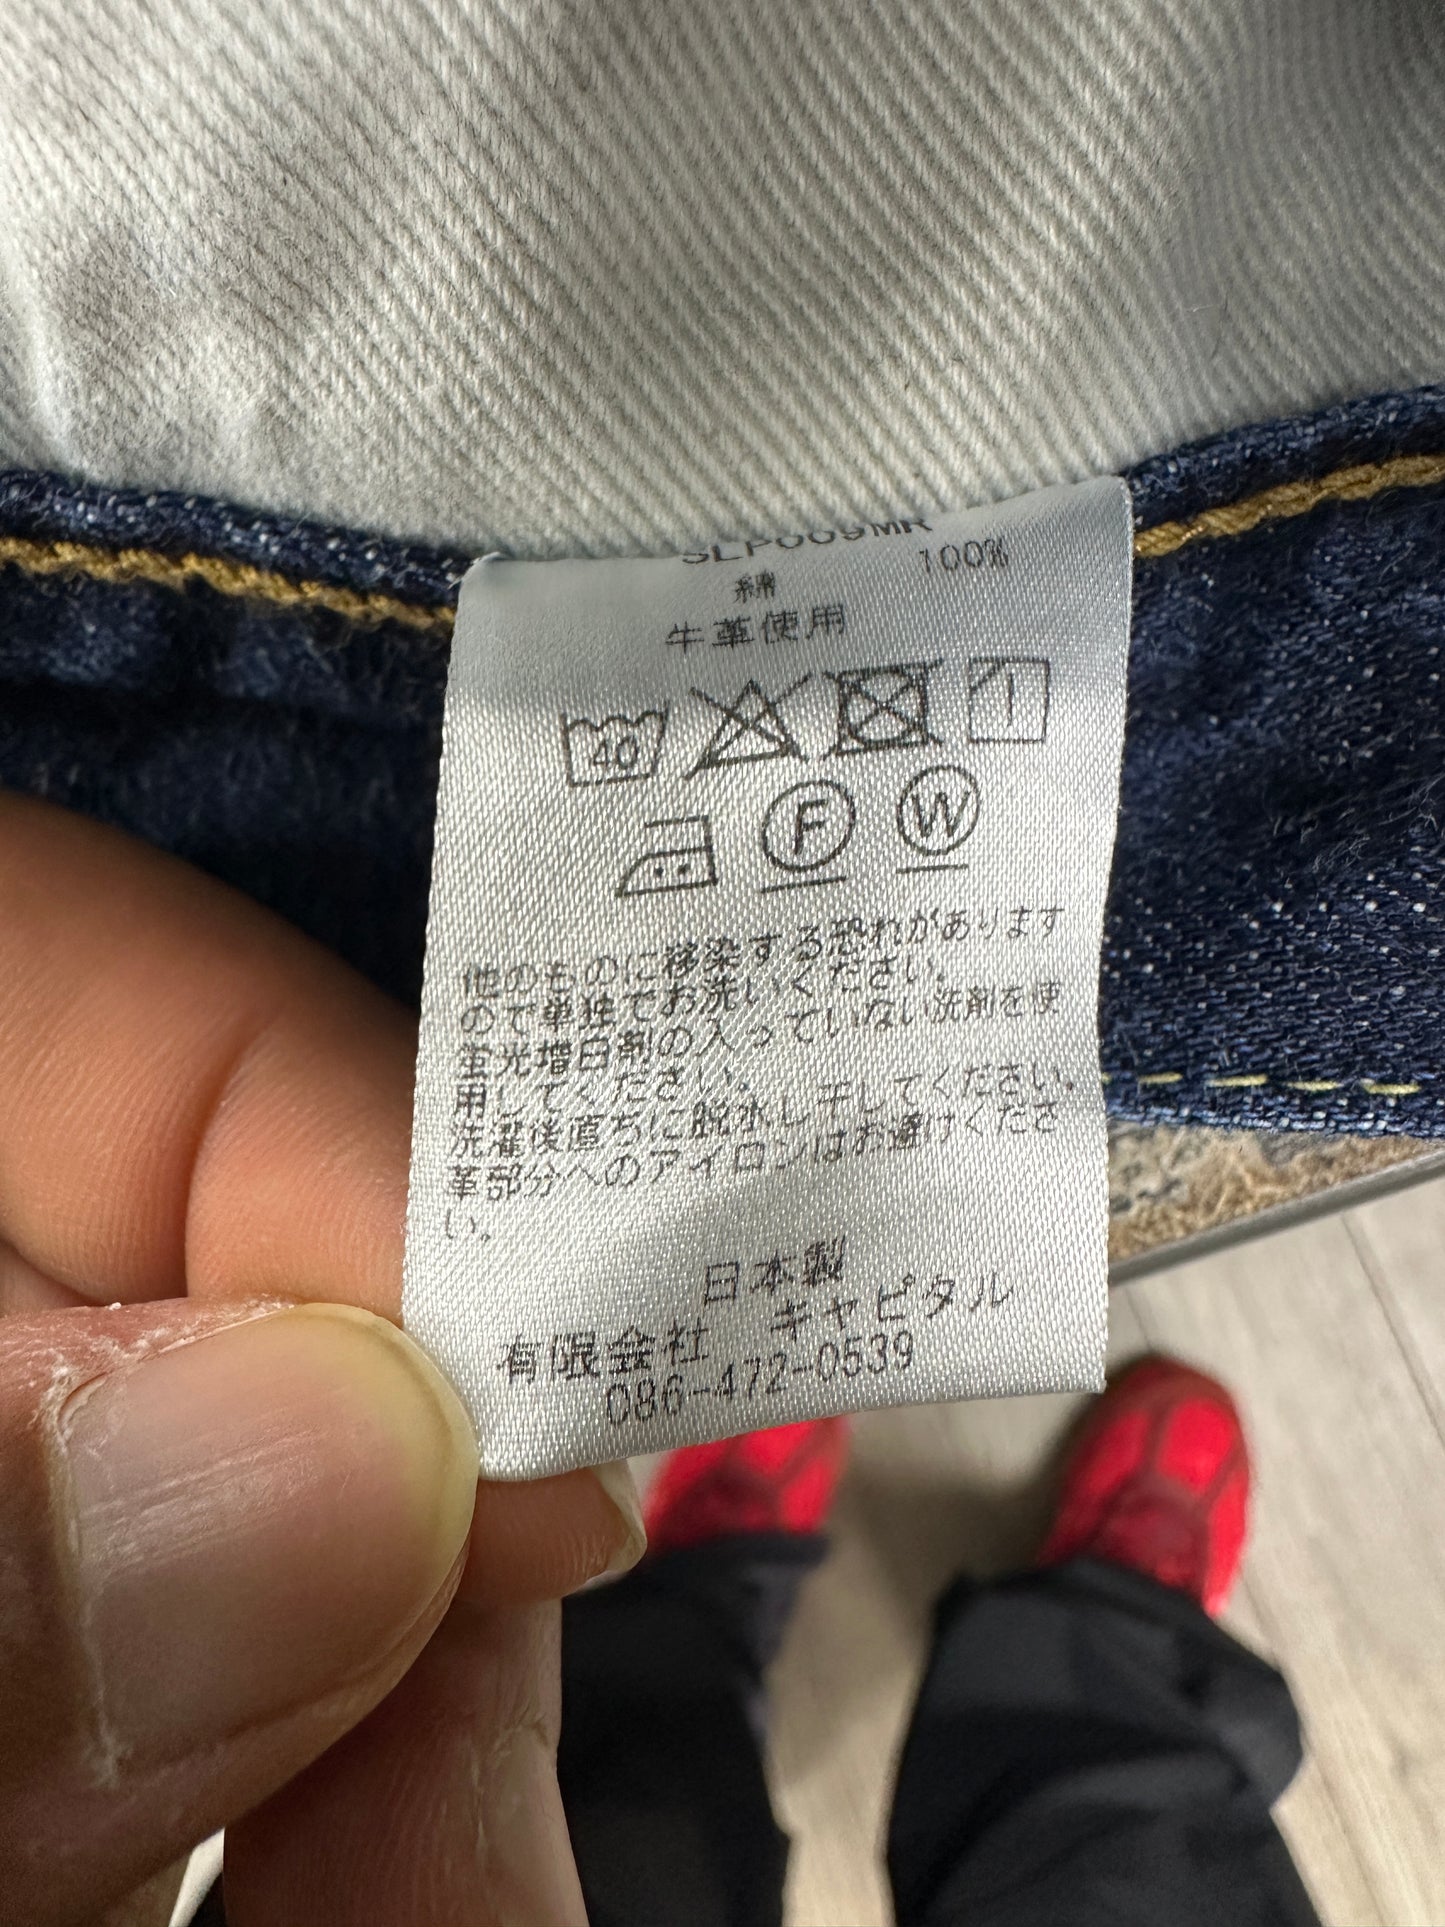 SLP009MR
綿 100%
牛革使用
40
F W
他のものに移染する恐れがあります
ので単独でお洗いください。
蛍光増白剤の入っていない洗剤を使
用してください。
洗濯後直ちに脱水し干してください。
革部分へのアイロンはお避けくださ
い。
日本製
有限会社 キャピタル
086-472-0539